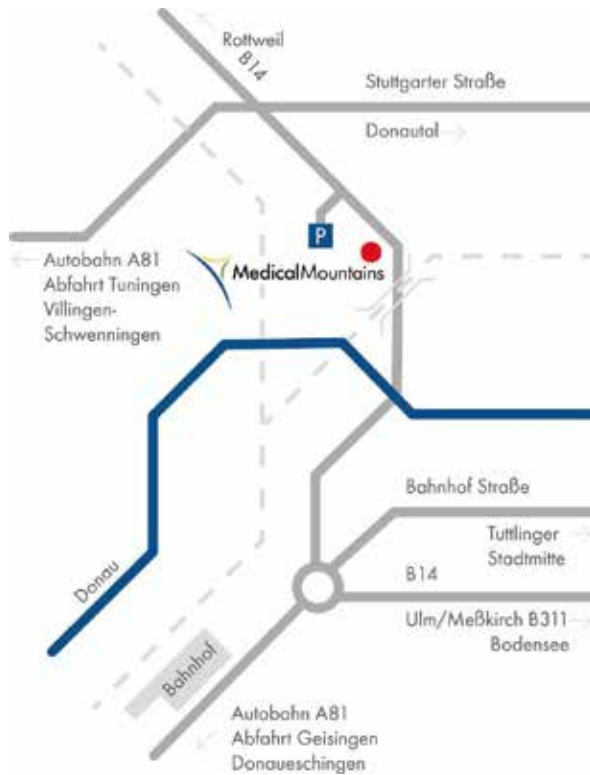 Rottweil
B14
Stuttgarter Straße
Donautal
P
Autobahn A81
Abfahrt Tuningen
Villingen-
Schwenningen
MedicalMountains
Bahnhof Straße
Tuttlinger
Stadtmitte
B14
Ulm/Meßkirch B311
Bodensee
Donau
Bahnhof
Autobahn A81
Abfahrt Geisingen
Donaueschingen